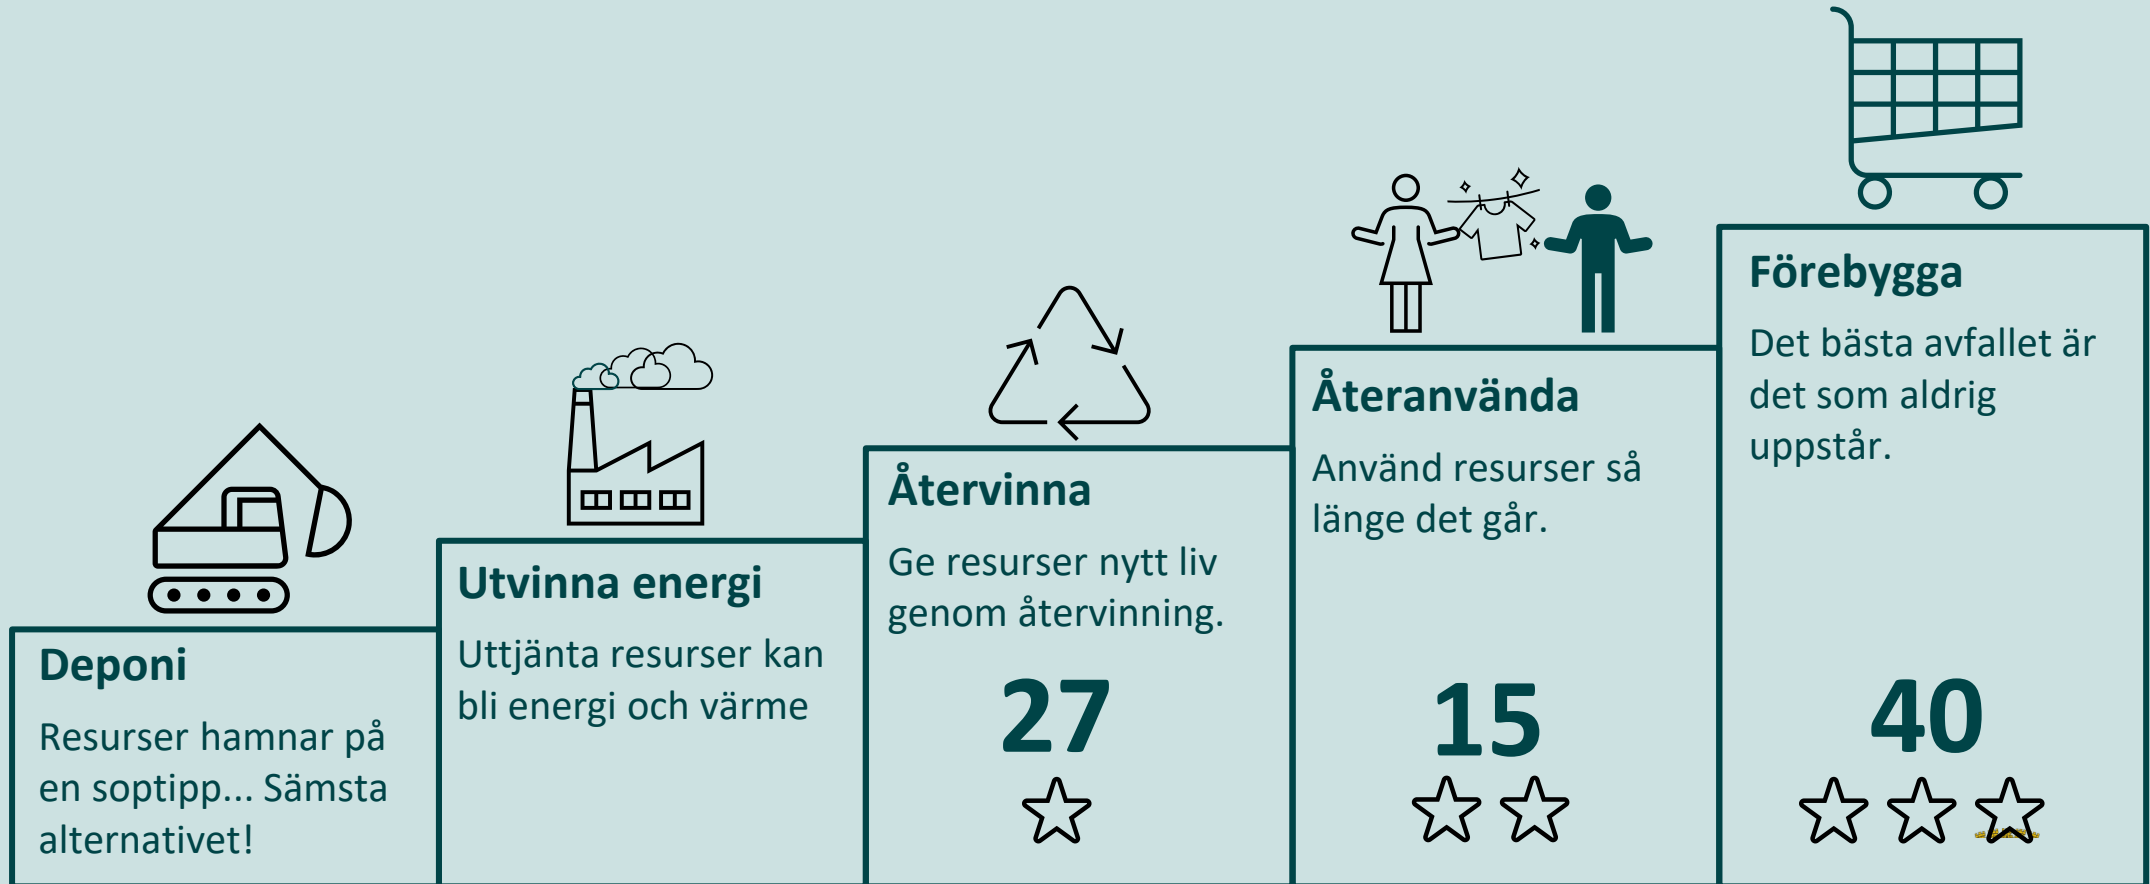 Deponi
Resurser hamnar på
en soptipp... Sämsta
alternativet!
Utvinna energi
Uttjänta resurser kan
bli energi och värme
Återvinna
Ge resurser nytt liv
genom återvinning.
27
Återanvända
Använd resurser så
länge det går.
15
Förebygga
Det bästa avfallet är
det som aldrig
uppstår.
40